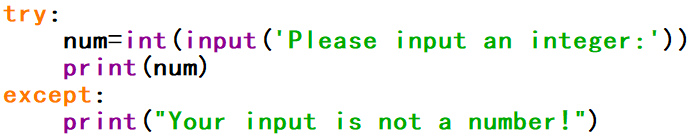 try:
    num=int(input('Please input an integer:'))
    print(num)
except:
    print("Your input is not a number!")